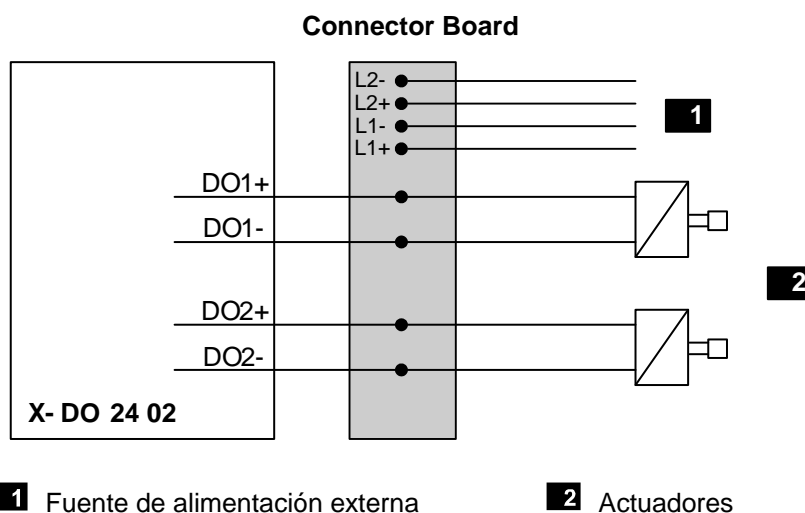 Connector Board
L2-
L2+
L1-
L1+
1
DO1+
DO1-
2
DO2+
DO2-
X- DO 24 02
1 Fuente de alimentación externa
2 Actuadores